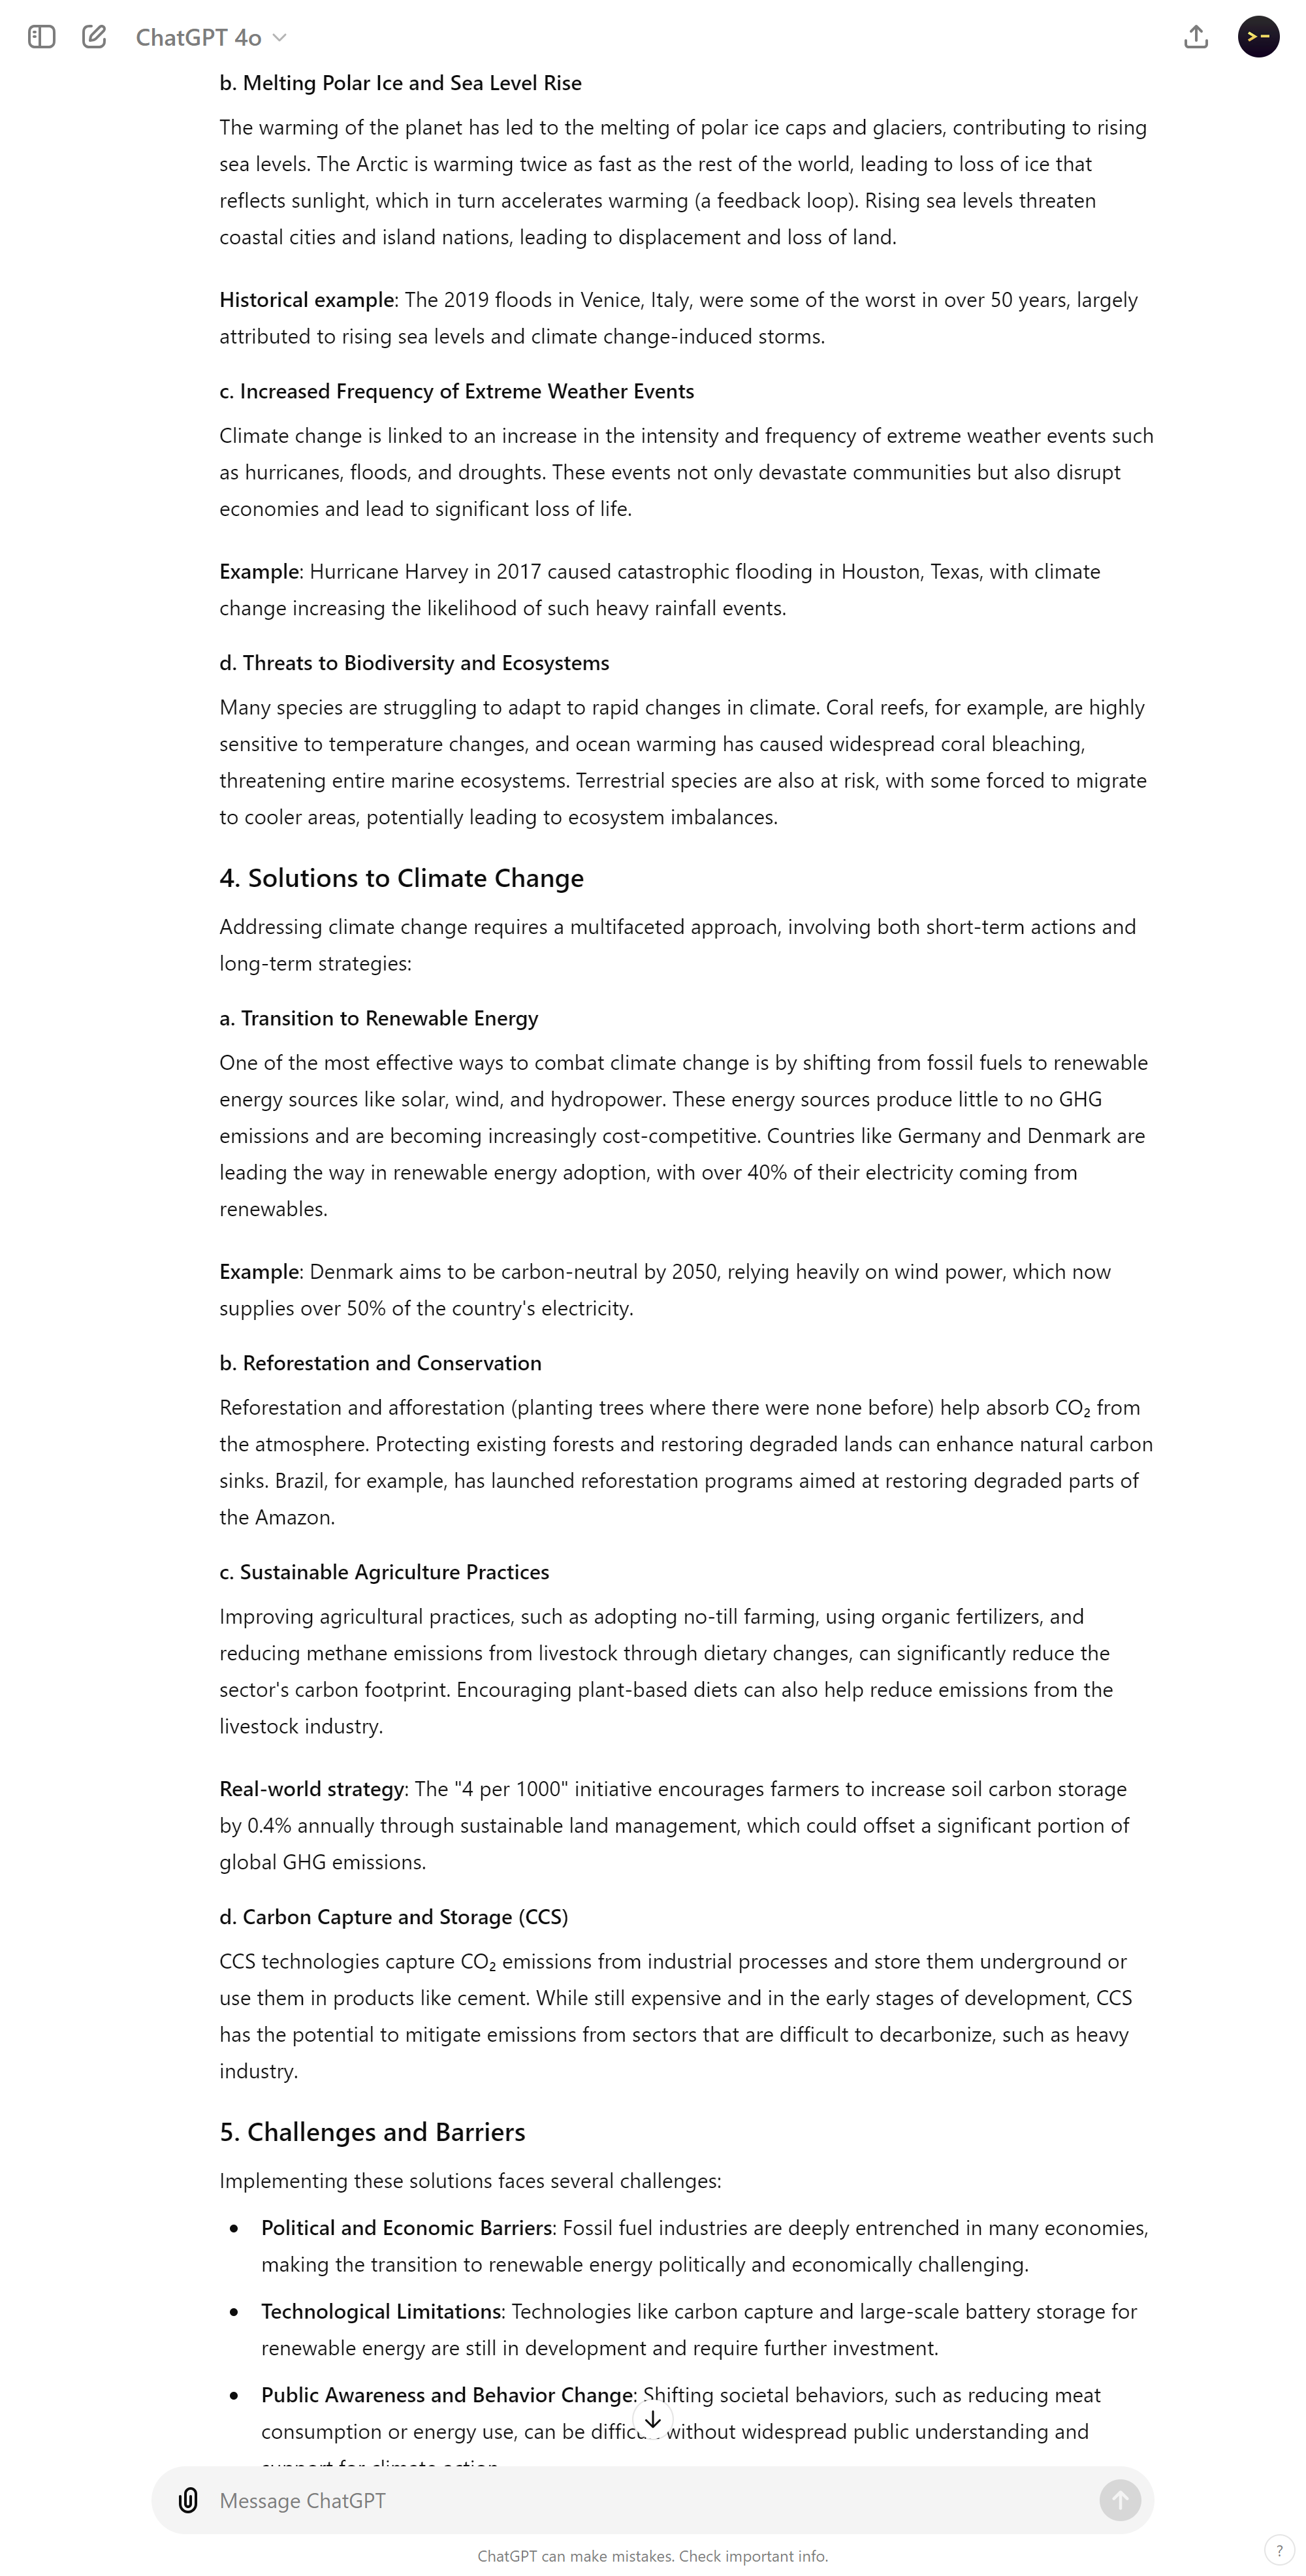 ChatGPT 4o
b. Melting Polar Ice and Sea Level Rise
The warming of the planet has led to the melting of polar ice caps and glaciers, contributing to rising
sea levels. The Arctic is warming twice as fast as the rest of the world, leading to loss of ice that
reflects sunlight, which in turn accelerates warming (a feedback loop). Rising sea levels threaten
coastal cities and island nations, leading to displacement and loss of land.
Historical example: The 2019 floods in Venice, Italy, were some of the worst in over 50 years, largely
attributed to rising sea levels and climate change-induced storms.
c. Increased Frequency of Extreme Weather Events
Climate change is linked to an increase in the intensity and frequency of extreme weather events such
as hurricanes, floods, and droughts. These events not only devastate communities but also disrupt
economies and lead to significant loss of life.
Example: Hurricane Harvey in 2017 caused catastrophic flooding in Houston, Texas, with climate
change increasing the likelihood of such heavy rainfall events.
d. Threats to Biodiversity and Ecosystems
Many species are struggling to adapt to rapid changes in climate. Coral reefs, for example, are highly
sensitive to temperature changes, and ocean warming has caused widespread coral bleaching,
threatening entire marine ecosystems. Terrestrial species are also at risk, with some forced to migrate
to cooler areas, potentially leading to ecosystem imbalances.
4. Solutions to Climate Change
Addressing climate change requires a multifaceted approach, involving both short-term actions and
long-term strategies:
a. Transition to Renewable Energy
One of the most effective ways to combat climate change is by shifting from fossil fuels to renewable
energy sources like solar, wind, and hydropower. These energy sources produce little to no GHG
emissions and are becoming increasingly cost-competitive. Countries like Germany and Denmark are
leading the way in renewable energy adoption, with over 40% of their electricity coming from
renewables.
Example: Denmark aims to be carbon-neutral by 2050, relying heavily on wind power, which now
supplies over 50% of the country's electricity.
b. Reforestation and Conservation
Reforestation and afforestation (planting trees where there were none before) help absorb CO₂ from
the atmosphere. Protecting existing forests and restoring degraded lands can enhance natural carbon
sinks. Brazil, for example, has launched reforestation programs aimed at restoring degraded parts of
the Amazon.
c. Sustainable Agriculture Practices
Improving agricultural practices, such as adopting no-till farming, using organic fertilizers, and
reducing methane emissions from livestock through dietary changes, can significantly reduce the
sector's carbon footprint. Encouraging plant-based diets can also help reduce emissions from the
livestock industry.
Real-world strategy: The "4 per 1000" initiative encourages farmers to increase soil carbon storage
by 0.4% annually through sustainable land management, which could offset a significant portion of
global GHG emissions.
d. Carbon Capture and Storage (CCS)
CCS technologies capture CO₂ emissions from industrial processes and store them underground or
use them in products like cement. While still expensive and in the early stages of development, CCS
has the potential to mitigate emissions from sectors that are difficult to decarbonize, such as heavy
industry.
5. Challenges and Barriers
Implementing these solutions faces several challenges:
• Political and Economic Barriers: Fossil fuel industries are deeply entrenched in many economies,
making the transition to renewable energy politically and economically challenging.
• Technological Limitations: Technologies like carbon capture and large-scale battery storage for
renewable energy are still in development and require further investment.
• Public Awareness and Behavior Change: Shifting societal behaviors, such as reducing meat
consumption or energy use, can be difficult without widespread public understanding and
support for climate action.
Message ChatGPT
ChatGPT can make mistakes. Check important info.
?